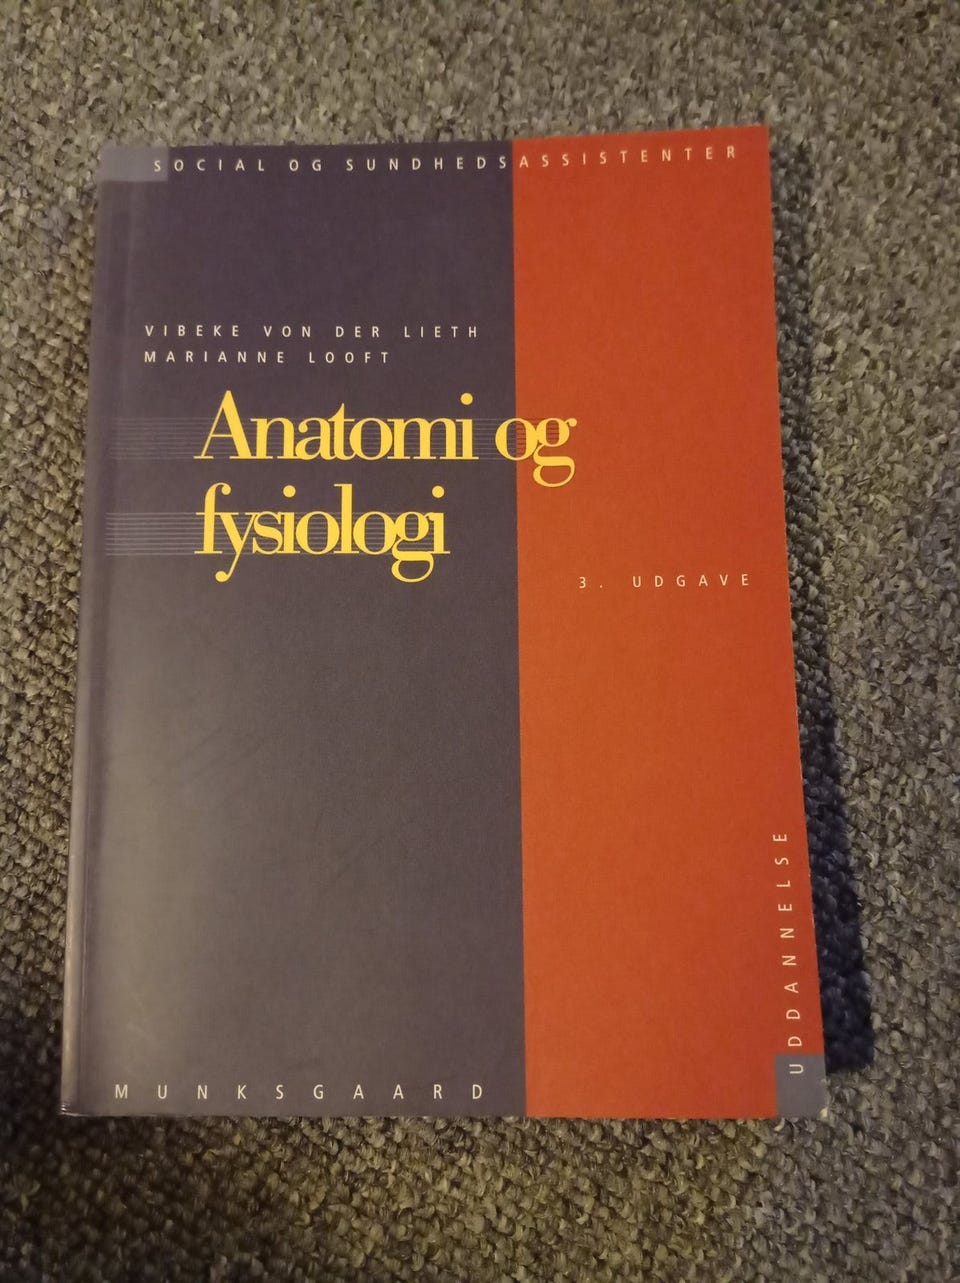 SOCIAL OG SUNDHEDSASSISTENTER
VIBEKE VON DER LIETH
MARIANNE LOOFT
Anatomi og
fysiologi
3. UDGAVE
UDDANNELSE
MUNKSGAARD